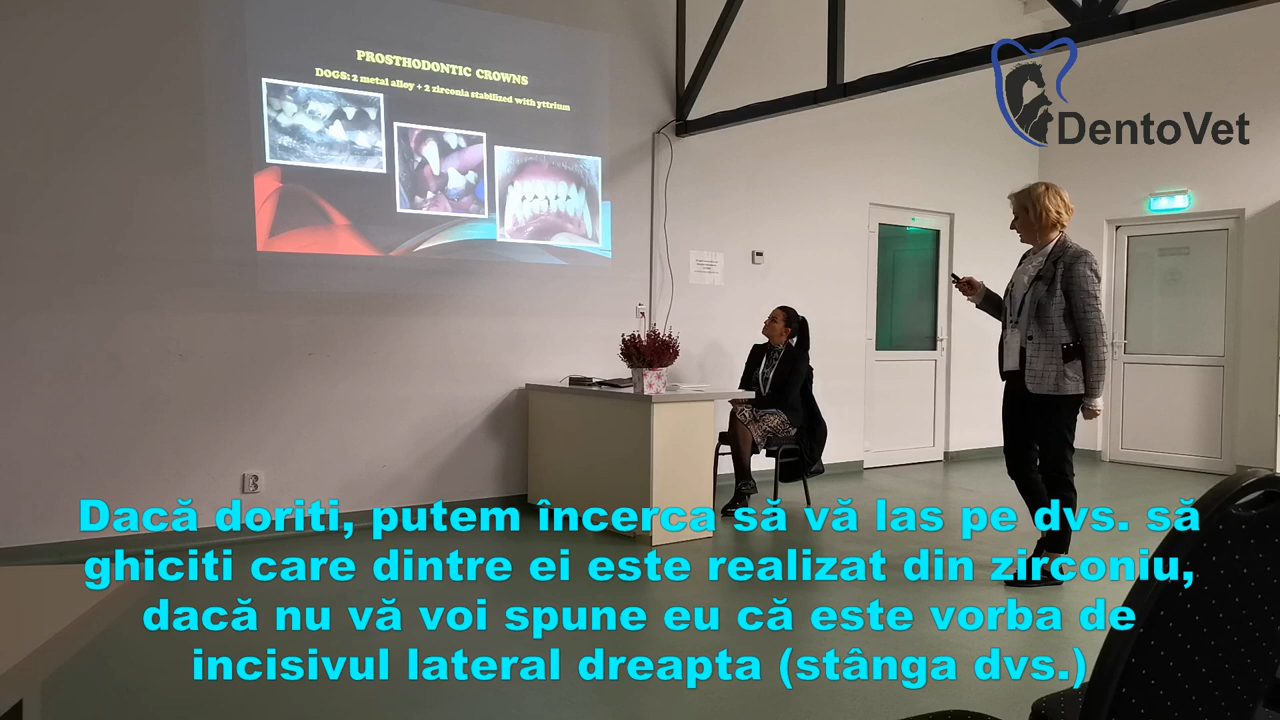 PROSTHODONTIC CROWNS
DOGS: 2 metal alloy + 2 zirconia stabilized with yttrium
DentoVet
Dacă doriti, putem încerca să vă las pe dvs. să
ghiciti care dintre ei este realizat din zirconiu,
dacă nu vă voi spune eu că este vorba de
incisivul lateral dreapta (stânga dvs.)